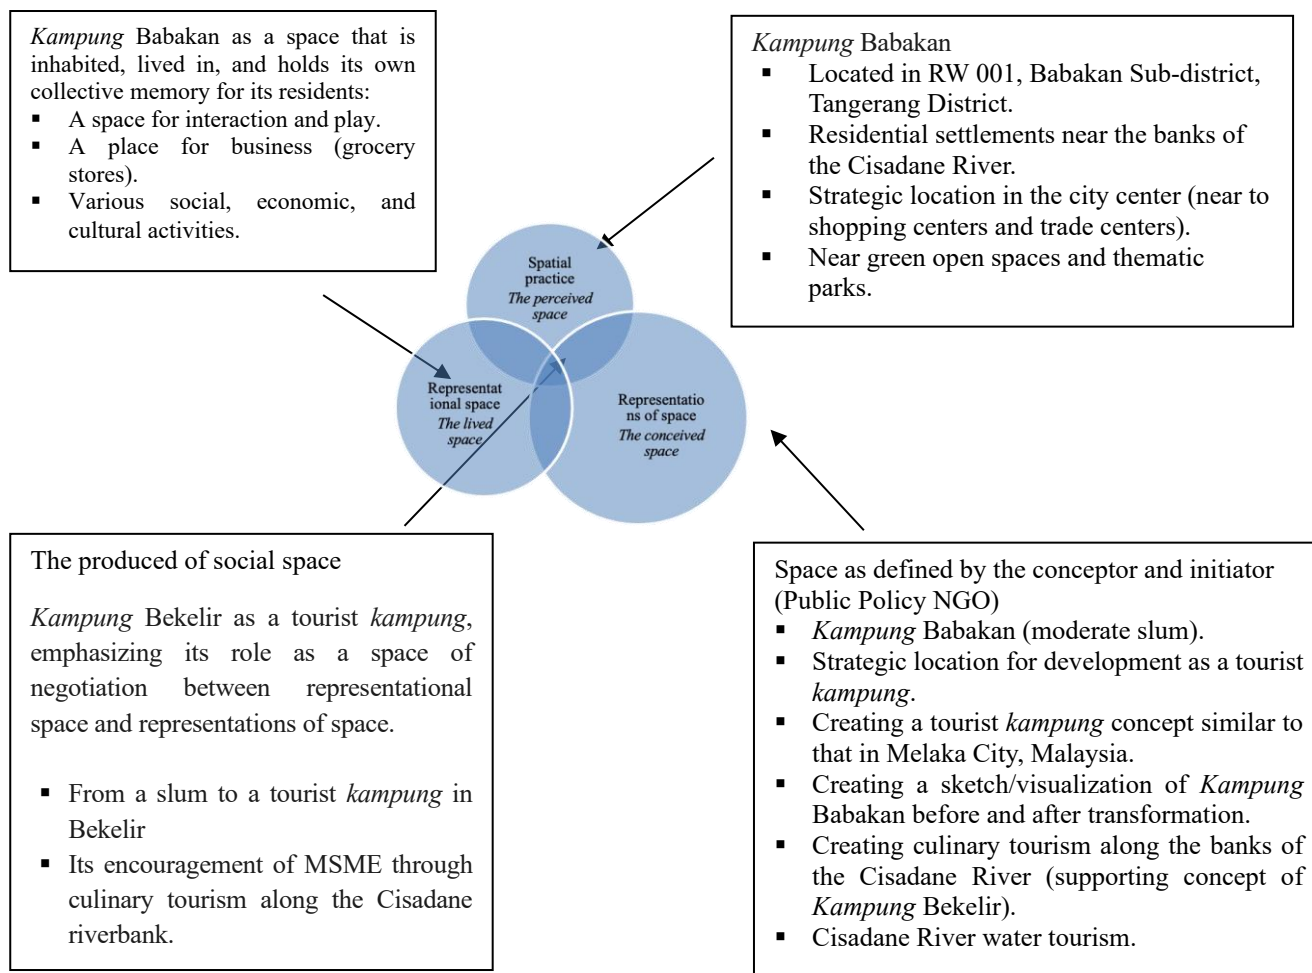 Kampung Babakan as a space that is
inhabited, lived in, and holds its own
collective memory for its residents:
▪ A space for interaction and play.
▪ A place for business (grocery
stores).
▪ Various social, economic, and
cultural activities.
Kampung Babakan
▪ Located in RW 001, Babakan Sub-district,
Tangerang District.
▪ Residential settlements near the banks of
the Cisadane River.
▪ Strategic location in the city center (near to
shopping centers and trade centers).
▪ Near green open spaces and thematic
parks.
Spatial
practice
The perceived
space
Representat
ional space
The lived
space
Representatio
ns of space
The conceived
space
The produced of social space
Kampung Bekelir as a tourist kampung,
emphasizing its role as a space of
negotiation between representational
space and representations of space.
▪ From a slum to a tourist kampung in
Bekelir
▪ Its encouragement of MSME through
culinary tourism along the Cisadane
riverbank.
Space as defined by the conceptor and initiator
(Public Policy NGO)
▪ Kampung Babakan (moderate slum).
▪ Strategic location for development as a tourist
kampung.
▪ Creating a tourist kampung concept similar to
that in Melaka City, Malaysia.
▪ Creating a sketch/visualization of Kampung
Babakan before and after transformation.
▪ Creating culinary tourism along the banks of
the Cisadane River (supporting concept of
Kampung Bekelir).
▪ Cisadane River water tourism.